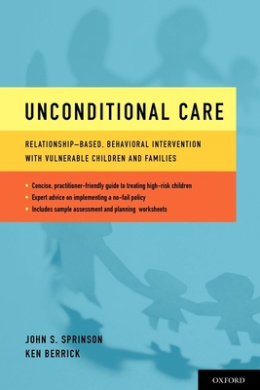 UNCONDITIONAL CARE
RELATIONSHIP–BASED, BEHAVIORAL INTERVENTION
WITH VULNERABLE CHILDREN AND FAMILIES
• Concise, practitioner-friendly guide to treating high-risk children
• Expert advice on implementing a no-fail policy
• Includes sample assessment and planning worksheets
JOHN S. SPRINSON
KEN BERRICK
OXFORD